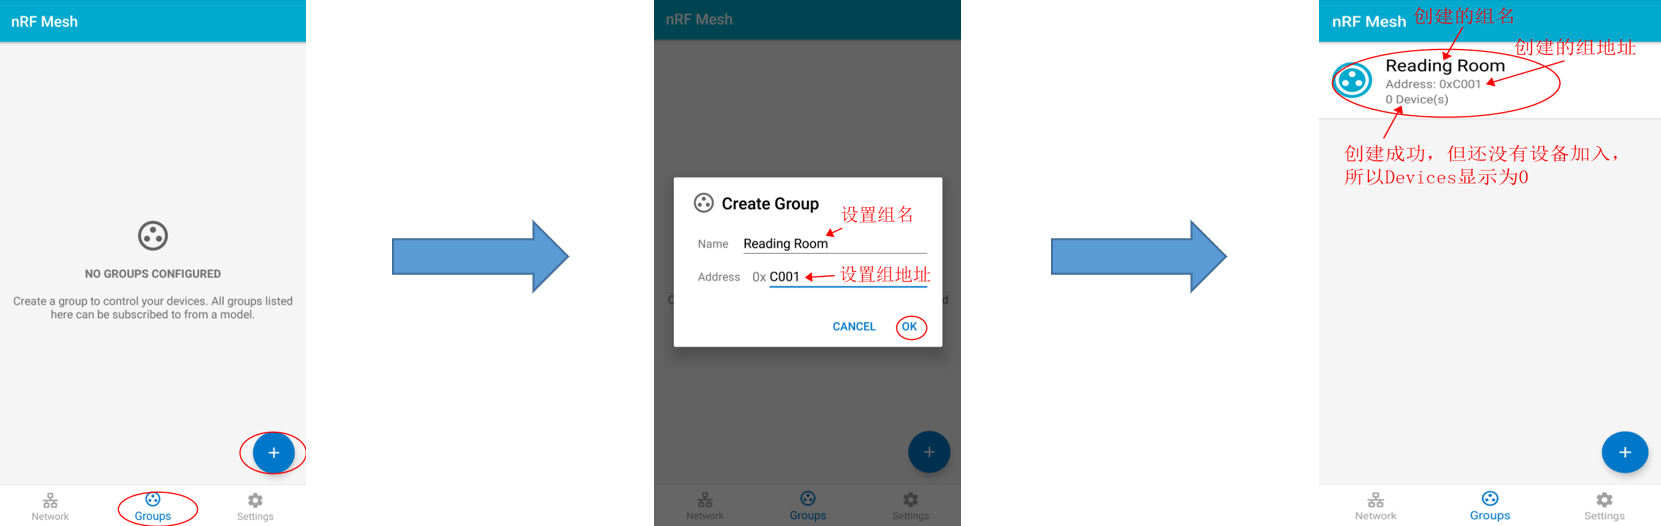 nRF Mesh
NO GROUPS CONFIGURED
Create a group to control your devices. All groups listed
here can be subscribed to from a model.
+
Network
Groups
Settings
nRF Mesh
Create Group
设置组名
Name
Reading Room
Address
0x C001
设置组地址
CANCEL
OK
+
Network
Groups
Settings
nRF Mesh
创建的组名
创建的组地址
Reading Room
Address: 0xC001
0 Device(s)
创建成功，但还没有设备加入，
所以Devices显示为0
+
Network
Groups
Settings